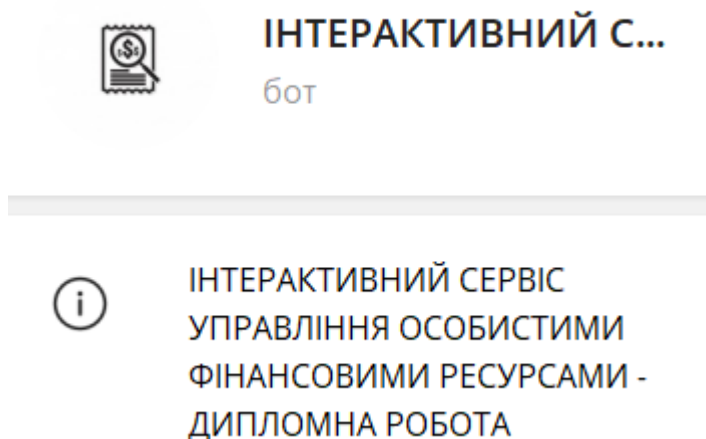 ІНТЕРАКТИВНИЙ С...
бот
ІНТЕРАКТИВНИЙ СЕРВІС
УПРАВЛІННЯ ОСОБИСТИМИ
ФІНАНСОВИМИ РЕСУРСАМИ -
ДИПЛОМНА РОБОТА